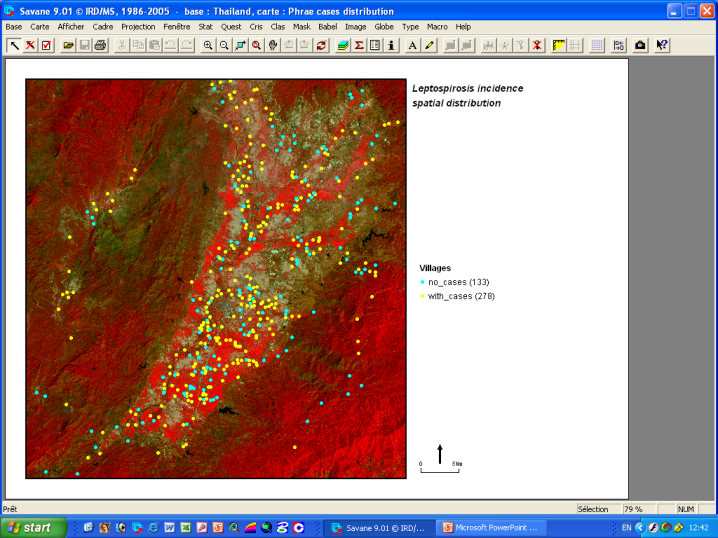 Savane 9.01 © IRD/MS, 1986-2005 - base : Thaïland, carte : Phrae cases distribution
Base Carte Afficher Cadre Projection Fenêtre Stat Quest Cris Clas Mask Babel Image Globe Type Macro Help
Leptospirosis incidence
spatial distribution
Villages
no_cases (133)
with_cases (278)
0 6 km
Prêt Sélection 79 % NUM
start Savane 9.01 © IRD/... Microsoft PowerPoint ... EN 12:42